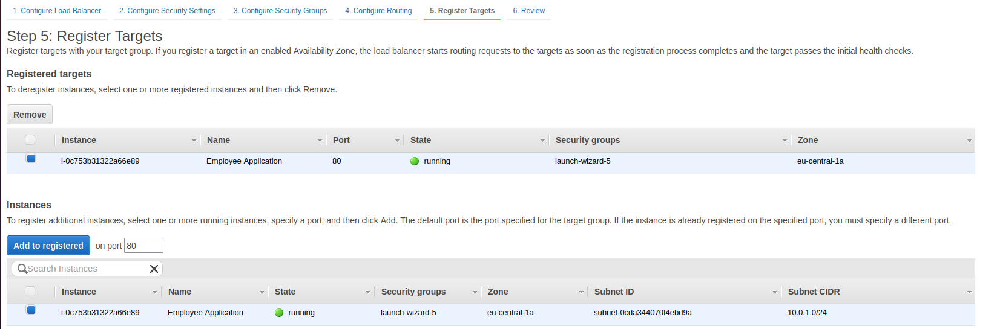 1. Configure Load Balancer 2. Configure Security Settings 3. Configure Security Groups 4. Configure Routing 5. Register Targets 6. Review
Step 5: Register Targets
Register targets with your target group. If you register a target in an enabled Availability Zone, the load balancer starts routing requests to the targets as soon as the registration process completes and the target passes the initial health checks.
Registered targets
To deregister instances, select one or more registered instances and then click Remove.
Remove
Instance Name Port State Security groups Zone
i-0c753b31322a66e89 Employee Application 80 running launch-wizard-5 eu-central-1a
Instances
To register additional instances, select one or more running instances, specify a port, and then click Add. The default port is the port specified for the target group. If the instance is already registered on the specified port, you must specify a different port.
Add to registered on port 80
Search Instances
Instance Name State Security groups Zone Subnet ID Subnet CIDR
i-0c753b31322a66e89 Employee Application running launch-wizard-5 eu-central-1a subnet-0cda344070f4ebd9a 10.0.1.0/24